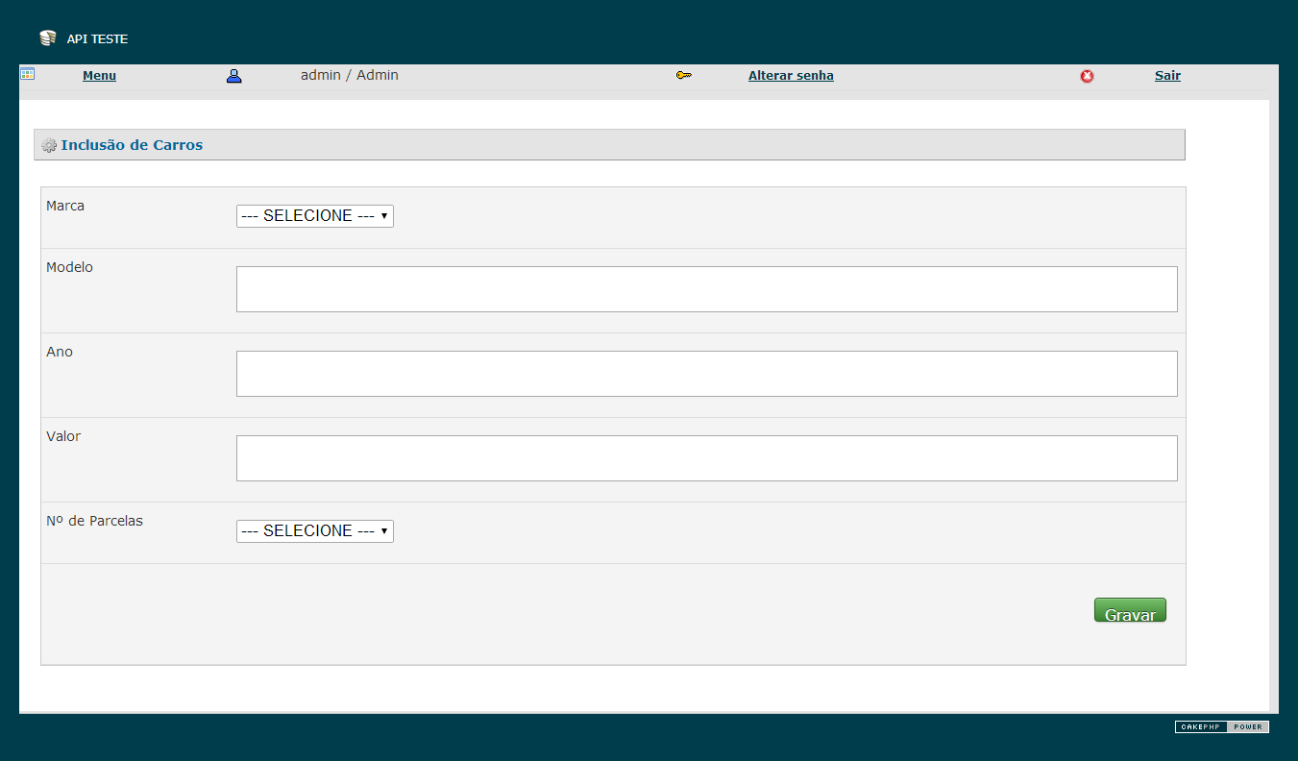 API TESTE
Menu admin / Admin Alterar senha Sair
Inclusão de Carros
Marca --- SELECIONE ---
Modelo
Ano
Valor
Nº de Parcelas --- SELECIONE ---
Gravar
CAKEPHP POWER